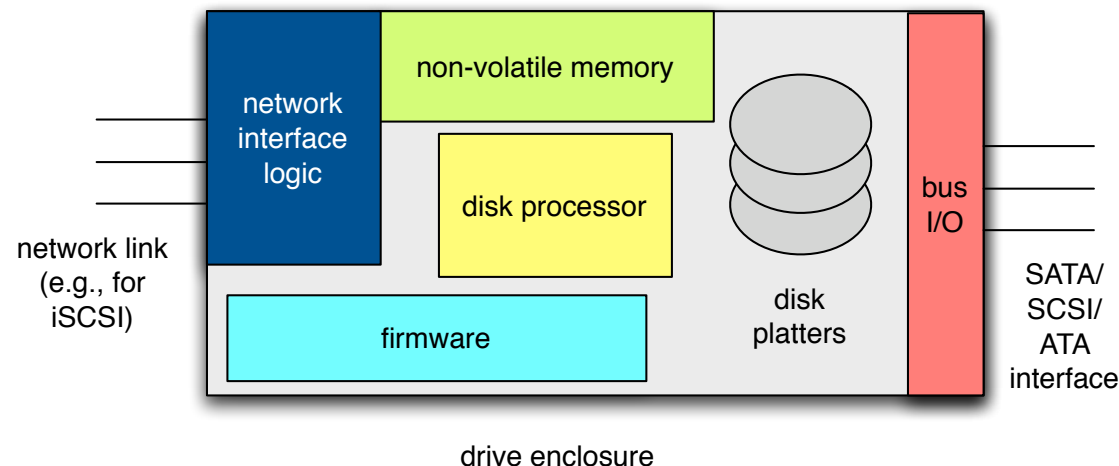 non-volatile memory
network
interface
logic
disk processor
bus
I/O
network link
(e.g., for
iSCSI)
firmware
disk
platters
SATA/
SCSI/
ATA
interface
drive enclosure